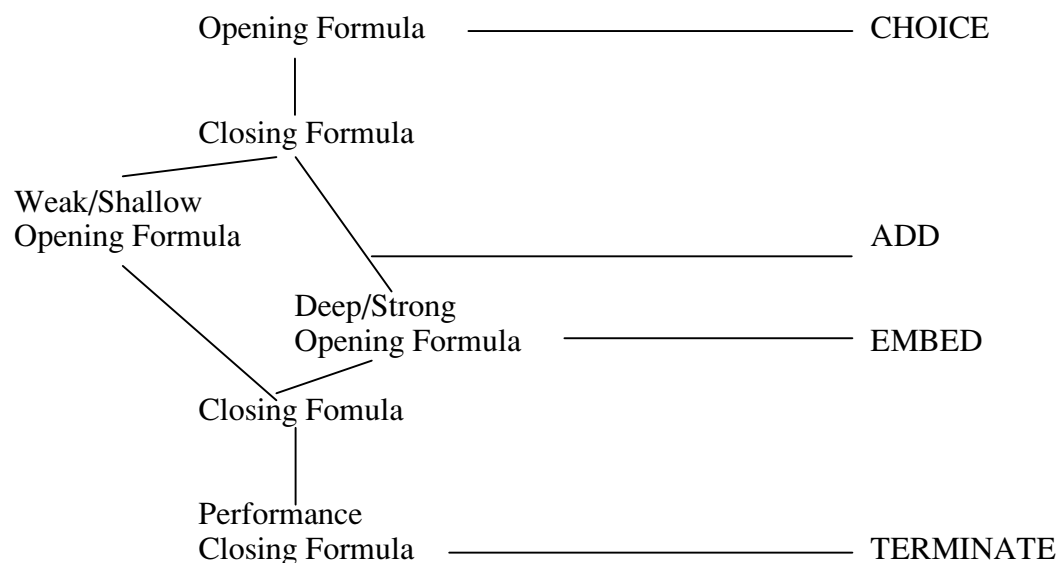 Opening Formula CHOICE
Closing Formula
Weak/Shallow
Opening Formula ADD
Deep/Strong
Opening Formula EMBED
Closing Fomula
Performance
Closing Formula TERMINATE